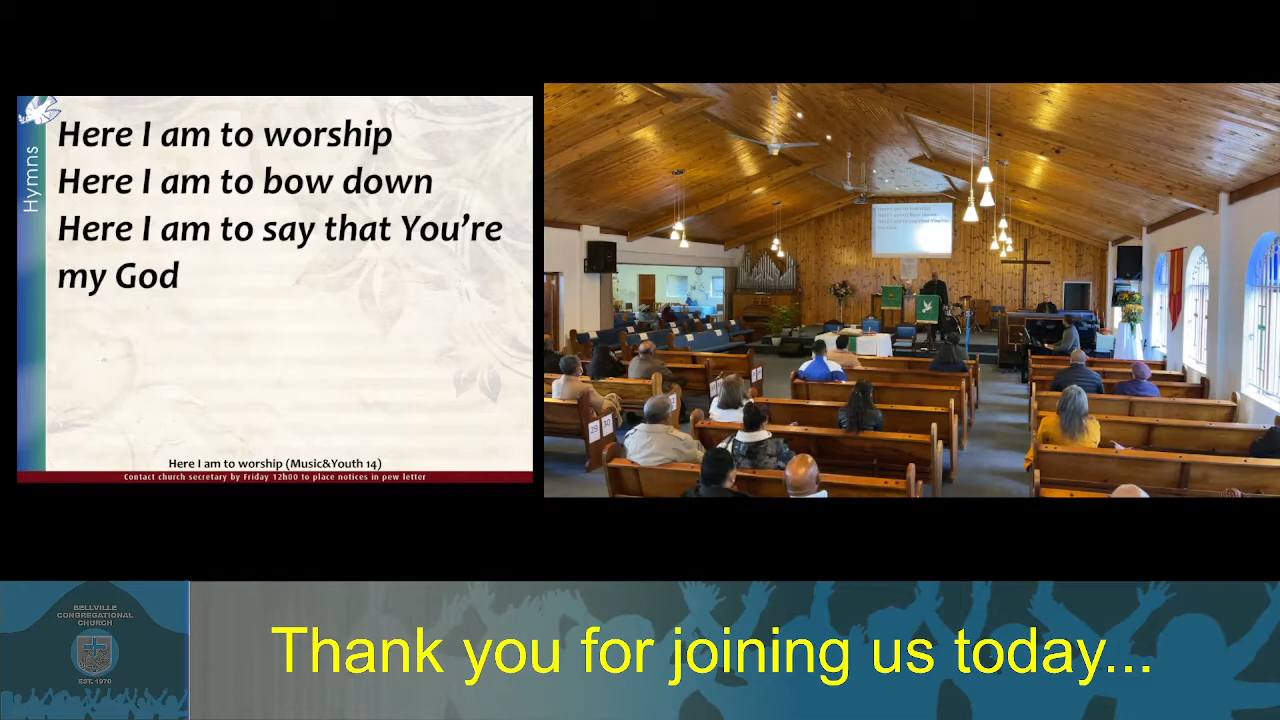 Hymns
Here I am to worship
Here I am to bow down
Here I am to say that You're
my God
Here I am to worship (Music&Youth 14)
Contact church secretary by Friday 12h00 to place notices in pew letter
29 30
BELLVILLE
CONGREGATIONAL
CHURCH
EST. 1970
Thank you for joining us today...